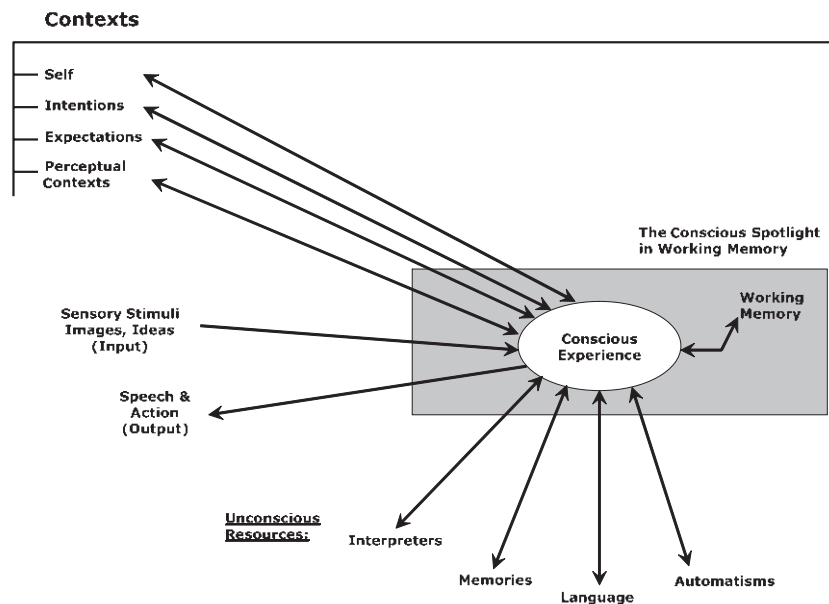 Contexts
Self
Intentions
Expectations
Perceptual
Contexts
The Conscious Spotlight
in Working Memory
Working
Memory
Sensory Stimuli
Images, Ideas
(Input)
Conscious
Experience
Speech &
Action
(Output)
Unconscious
Resources:
Interpreters
Memories
Language
Automatisms